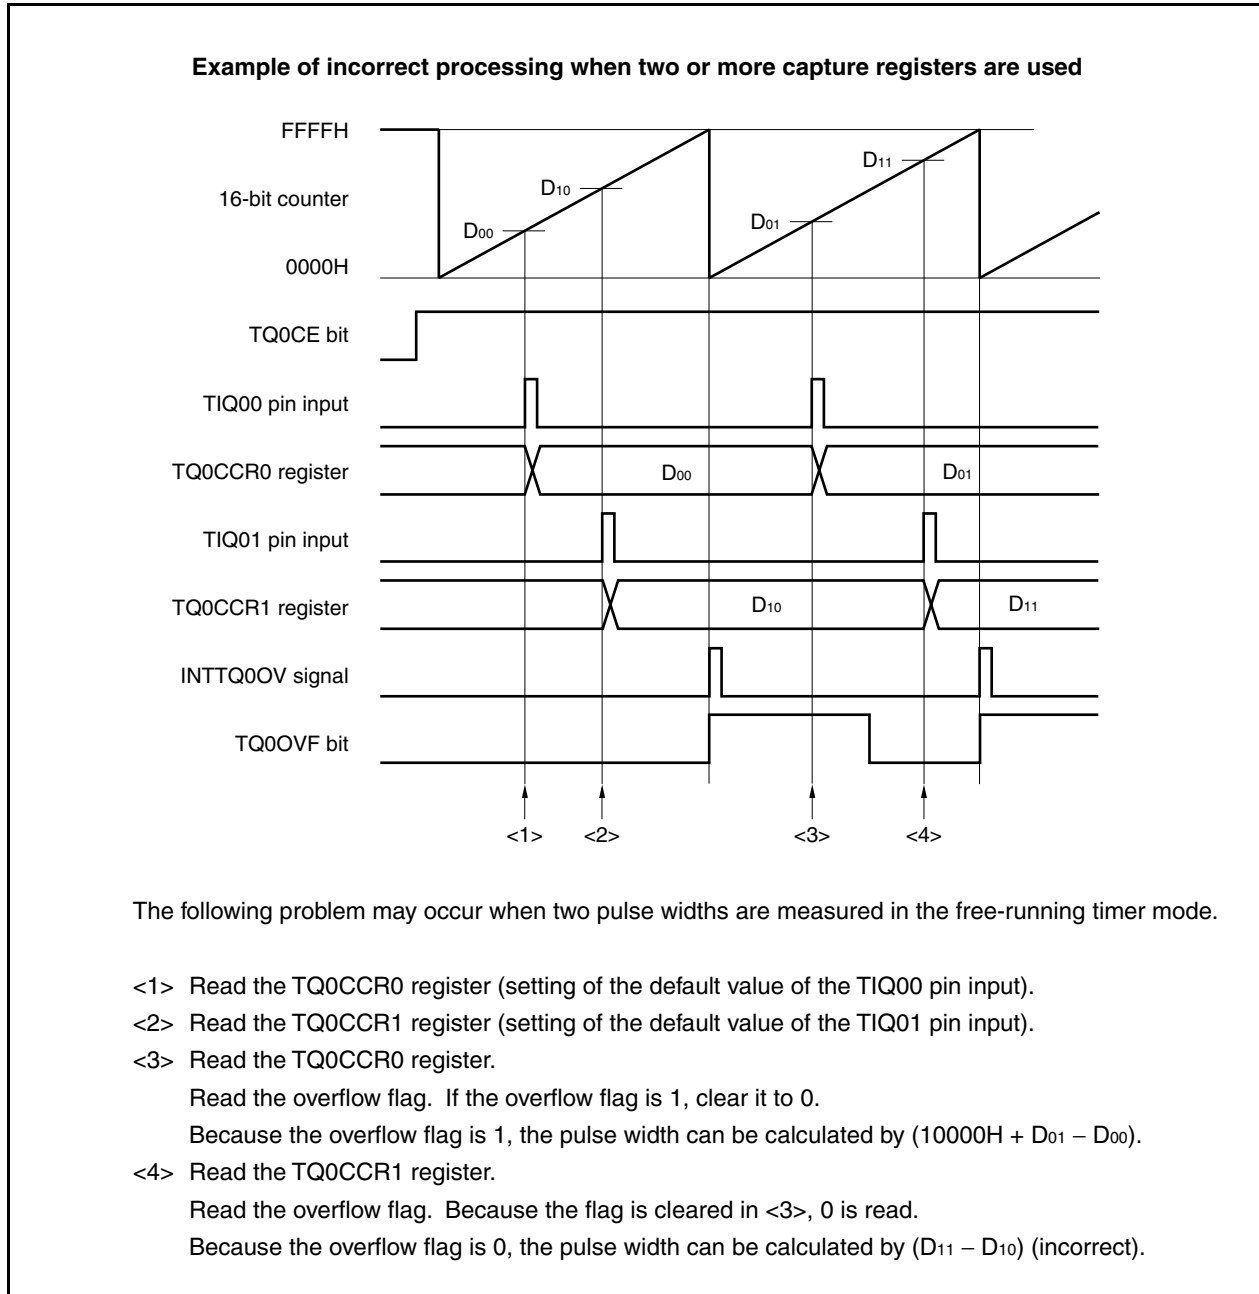 Example of incorrect processing when two or more capture registers are used
FFFFH
D11
D10
16-bit counter
D01
D00
0000H
TQ0CE bit
TIQ00 pin input
TQ0CCR0 register
D00
D01
TIQ01 pin input
TQ0CCR1 register
D10
D11
INTTQ0OV signal
TQ0OVF bit
<1> <2> <3> <4>
The following problem may occur when two pulse widths are measured in the free-running timer mode.
<1> Read the TQ0CCR0 register (setting of the default value of the TIQ00 pin input).
<2> Read the TQ0CCR1 register (setting of the default value of the TIQ01 pin input).
<3> Read the TQ0CCR0 register.
Read the overflow flag. If the overflow flag is 1, clear it to 0.
Because the overflow flag is 1, the pulse width can be calculated by (10000H + D01 − D00).
<4> Read the TQ0CCR1 register.
Read the overflow flag. Because the flag is cleared in <3>, 0 is read.
Because the overflow flag is 0, the pulse width can be calculated by (D11 − D10) (incorrect).